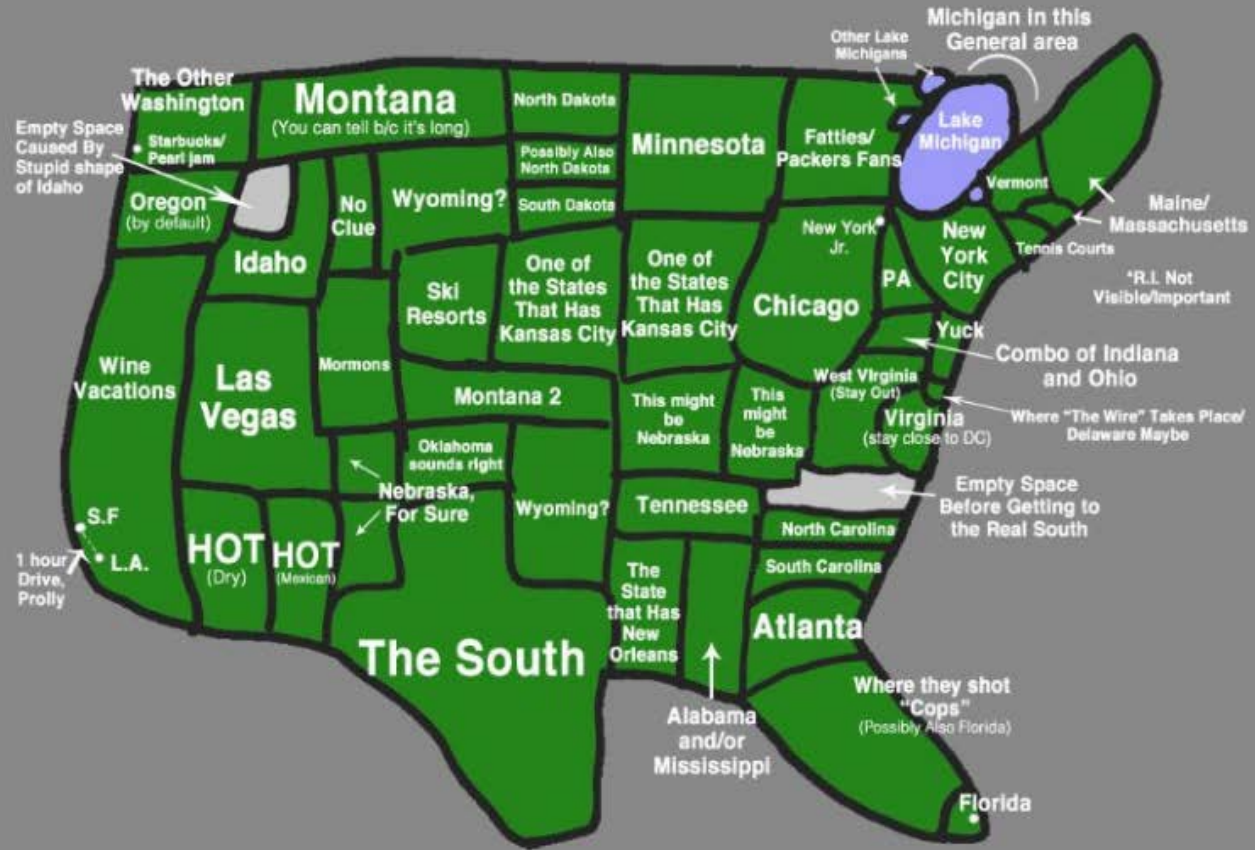 Michigan in this
General area
Other Lake
Michigans
The Other
Washington
Montana
(You can tell b/c it's long)
North Dakota
Minnesota
Fatties/
Packers Fans
Lake
Michigan
Empty Space
Caused By
Stupid shape
of Idaho
Starbucks/
Pearl jam
Possibly Also
North Dakota
Oregon
(by default)
No
Clue
Wyoming?
South Dakota
Vermont
Maine/
Massachusetts
Idaho
Ski
Resorts
One of
the States
That Has
Kansas City
One of
the States
That Has
Kansas City
New York
Jr.
Chicago
PA
New
York
City
Tennis Courts
*R.I. Not
Visible/Important
Wine
Vacations
Las
Vegas
Mormons
Montana 2
This might
be
Nebraska
This
might
be
Nebraska
Yuck
Combo of Indiana
and Ohio
West Virginia
(Stay Out)
Virginia
(stay close to DC)
Where "The Wire" Takes Place/
Delaware Maybe
Oklahoma
sounds right
Nebraska,
For Sure
Wyoming?
Tennessee
Empty Space
Before Getting to
the Real South
North Carolina
South Carolina
S.F
L.A.
1 hour
Drive,
Prolly
HOT
(Dry)
HOT
(Mexican)
The South
The
State
that Has
New
Orleans
Atlanta
Alabama
and/or
Mississippi
Where they shot
"Cops"
(Possibly Also Florida)
Florida